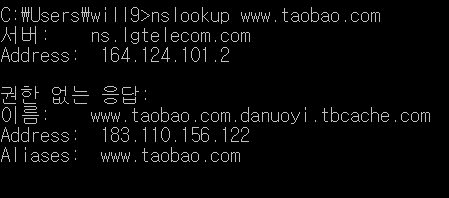 C:₩Users₩will9>nslookup www.taobao.com
서버:    ns.lgtelecom.com
Address:  164.124.101.2

권한 없는 응답:
이름:    www.taobao.com.danuoyi.tbcache.com
Address:  183.110.156.122
Aliases:  www.taobao.com